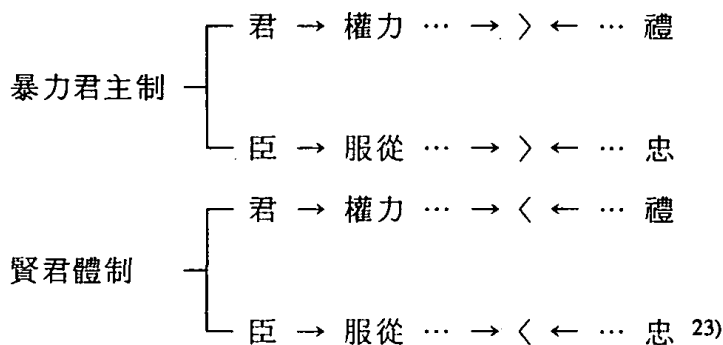 君 → 權力 … → 〉 ← … 禮
暴力君主制
臣 → 服從 … → 〉 ← … 忠
君 → 權力 … → 〈 ← … 禮
賢君體制
臣 → 服從 … → 〈 ← … 忠 23)